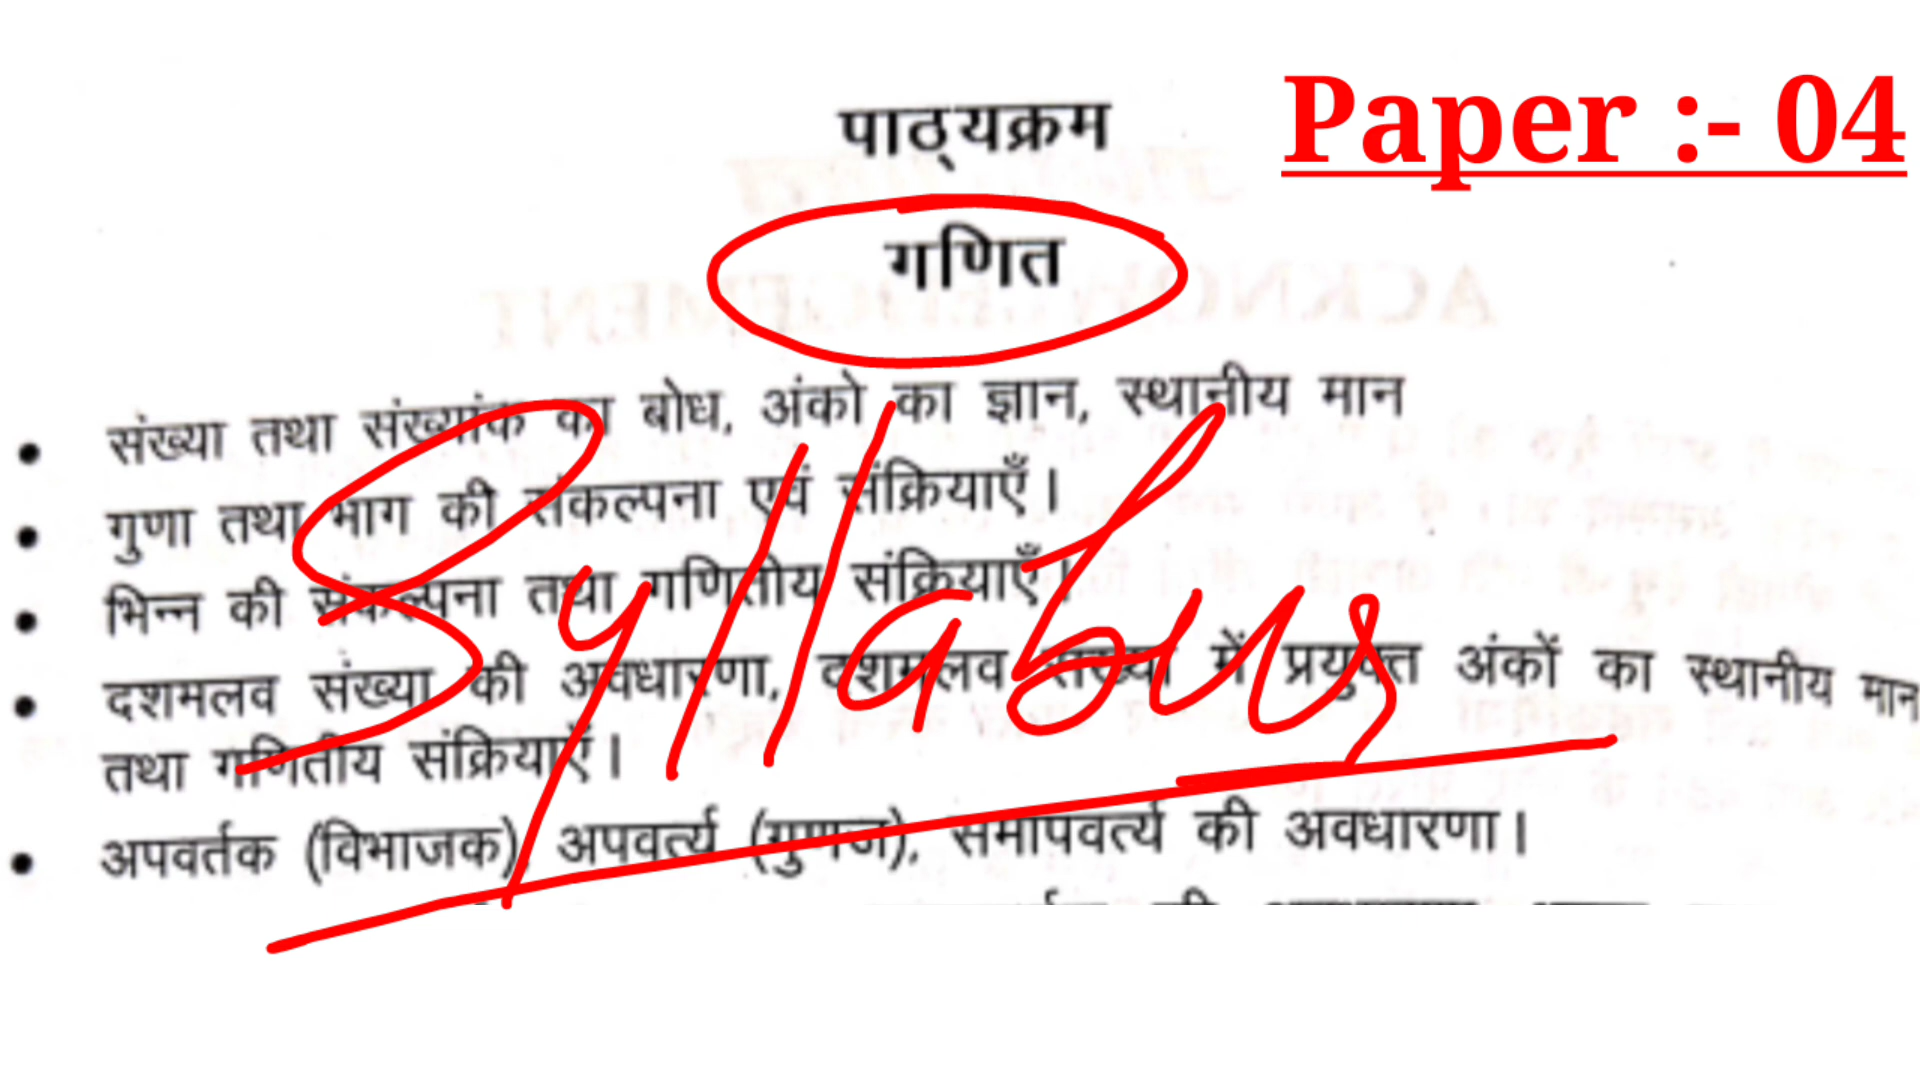 Paper :- 04
पाठ्यक्रम
गणित
• संख्या तथा संख्यांक का बोध, अंको का ज्ञान, स्थानीय मान
• गुणा तथा भाग की संकल्पना एवं संक्रियाएँ।
• भिन्न की संकल्पना तथा गणितीय संक्रियाएँ।
• दशमलव संख्या की अवधारणा, दशमलव संख्या में प्रयुक्त अंकों का स्थानीय मान
तथा गणितीय संक्रियाएँ।
• अपवर्तक (विभाजक), अपवर्त्य (गुणज), समापवर्त्य की अवधारणा।
Syllabus